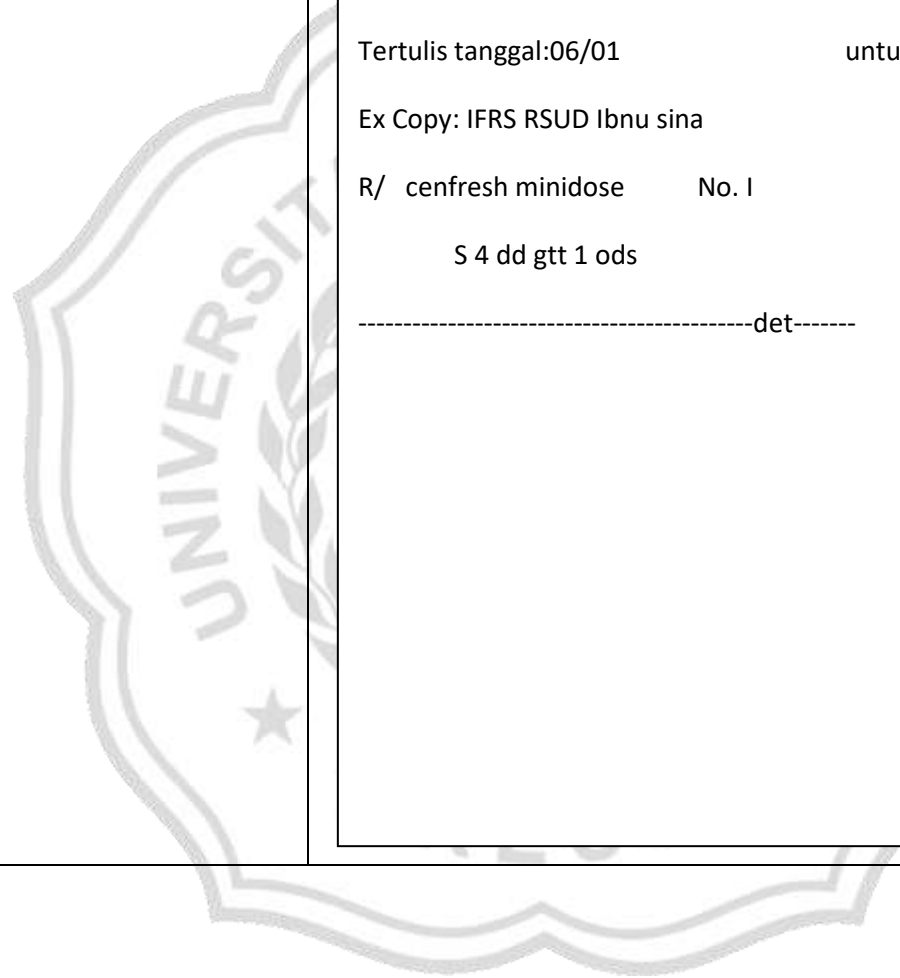 Tertulis tanggal:06/01 untu
Ex Copy: IFRS RSUD Ibnu sina
R/ cenfresh minidose No. I
S 4 dd gtt 1 ods
--------------------------------------------det-------
UNIVERSIT